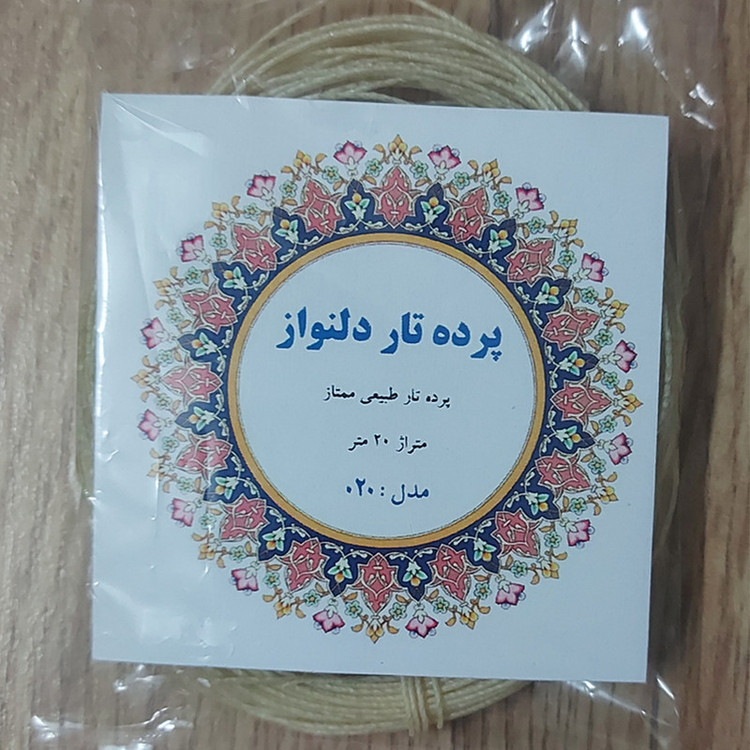 پرده تار دلنواز
پرده تار طبیعی ممتاز
متراژ ۲۰ متر
مدل : ۰۲۰